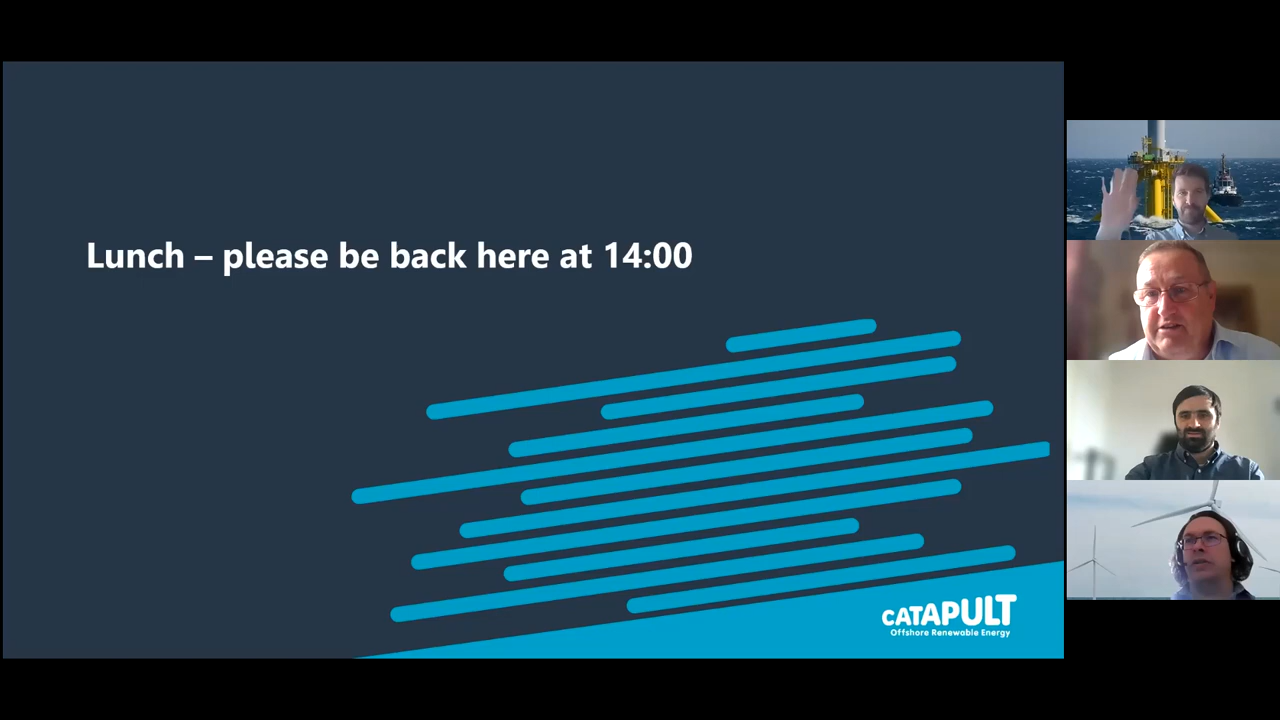 Lunch – please be back here at 14:00
CATAPULT
Offshore Renewable Energy